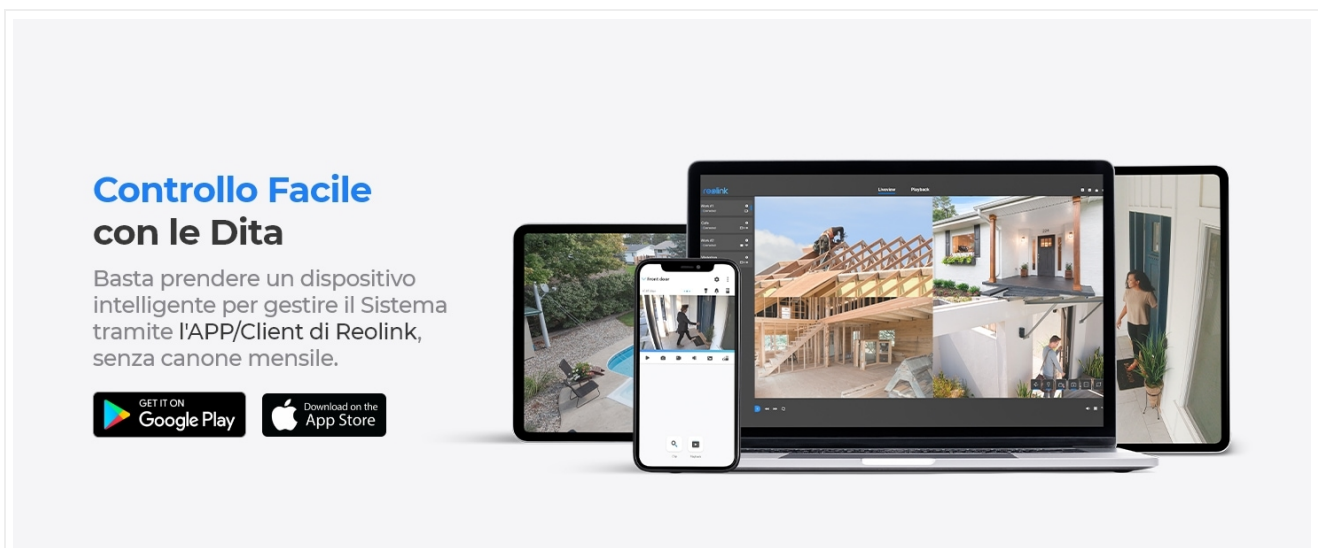 Controllo Facile
con le Dita
Basta prendere un dispositivo
intelligente per gestire il Sistema
tramite l'APP/Client di Reolink,
senza canone mensile.
GET IT ON
Google Play
Download on the
App Store
reolink
Liveview Playback
Front door